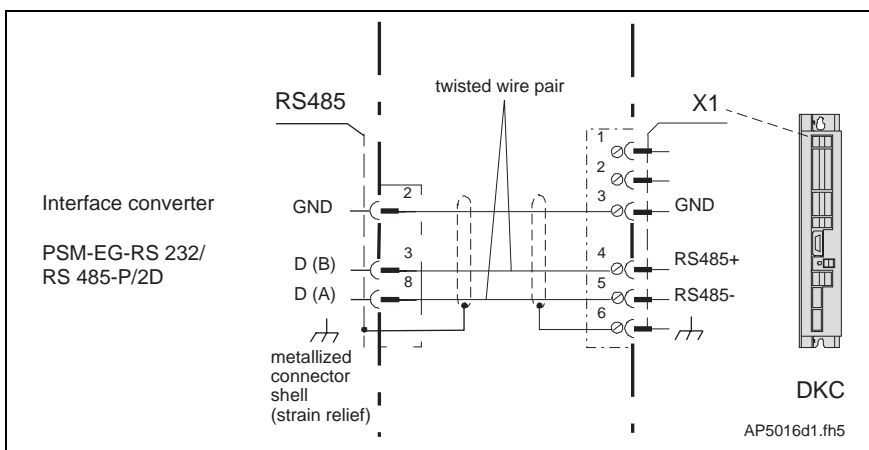 RS485
twisted wire pair
X1
1
2
3
4
5
6
Interface converter
PSM-EG-RS 232/
RS 485-P/2D
GND
2
GND
D (B)
3
RS485+
D (A)
8
RS485-
metallized
connector
shell
(strain relief)
DKC
AP5016d1.fh5